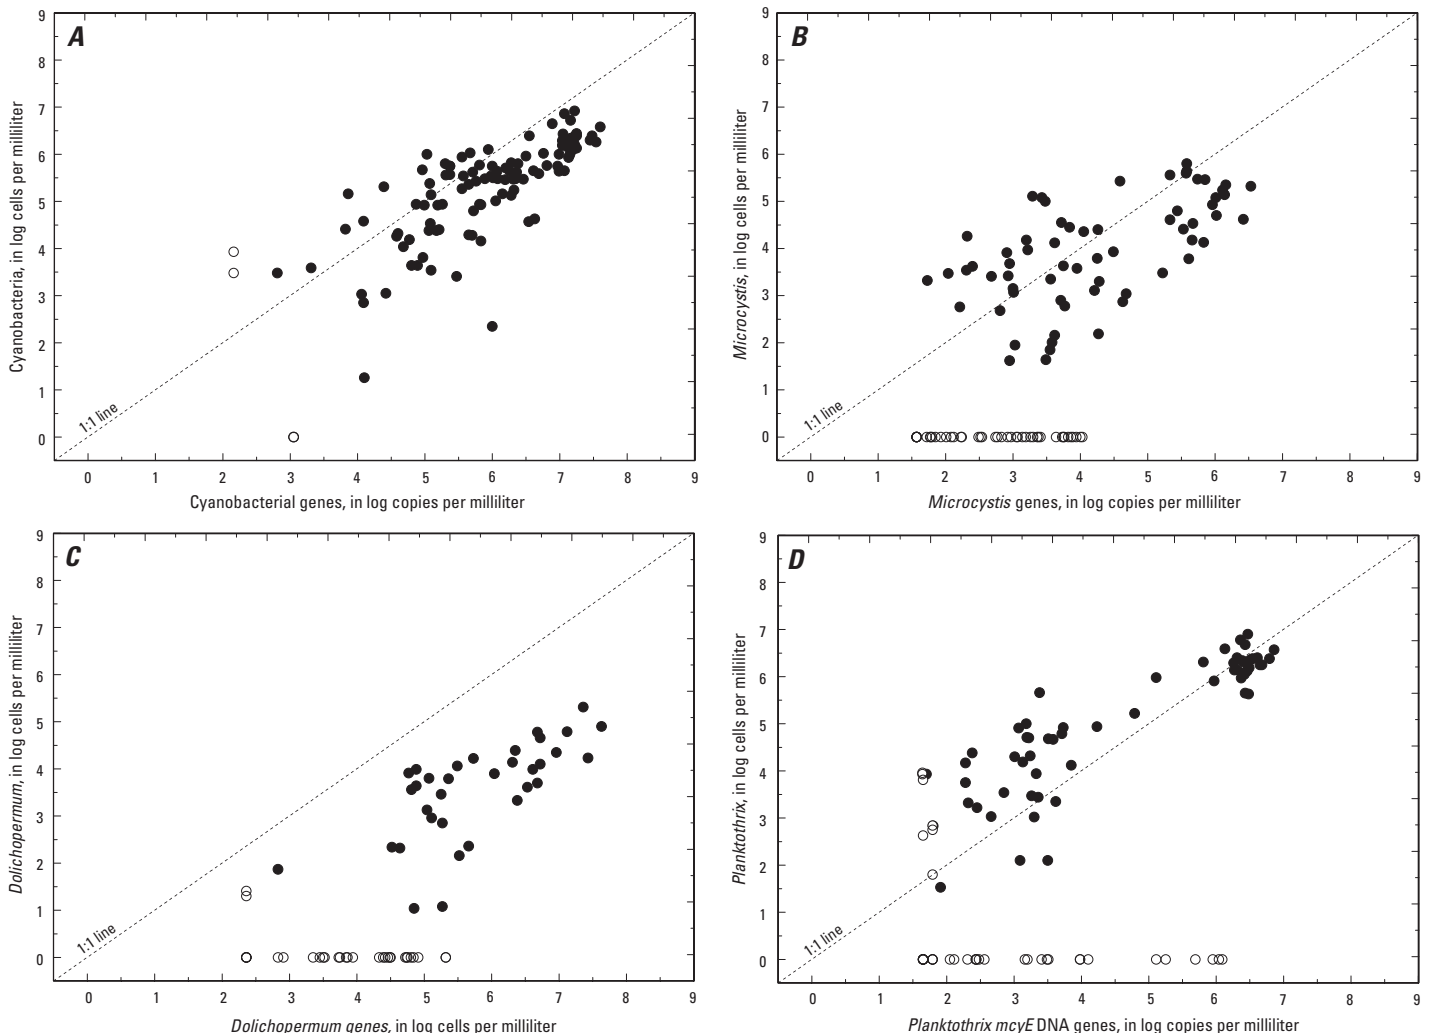 A
9
8
7
6
5
4
3
2
1
0
Cyanobacteria, in log cells per milliliter
1:1 line
0 1 2 3 4 5 6 7 8 9
Cyanobacterial genes, in log copies per milliliter
B
9
8
7
6
5
4
3
2
1
0
Microcystis, in log cells per milliliter
1:1 line
0 1 2 3 4 5 6 7 8 9
Microcystis genes, in log copies per milliliter
C
9
8
7
6
5
4
3
2
1
0
Dolichopermum, in log cells per milliliter
1:1 line
0 1 2 3 4 5 6 7 8 9
Dolichopermum genes, in log cells per milliliter
D
9
8
7
6
5
4
3
2
1
0
Planktothrix, in log cells per milliliter
1:1 line
0 1 2 3 4 5 6 7 8 9
Planktothrix mcyE DNA genes, in log copies per milliliter